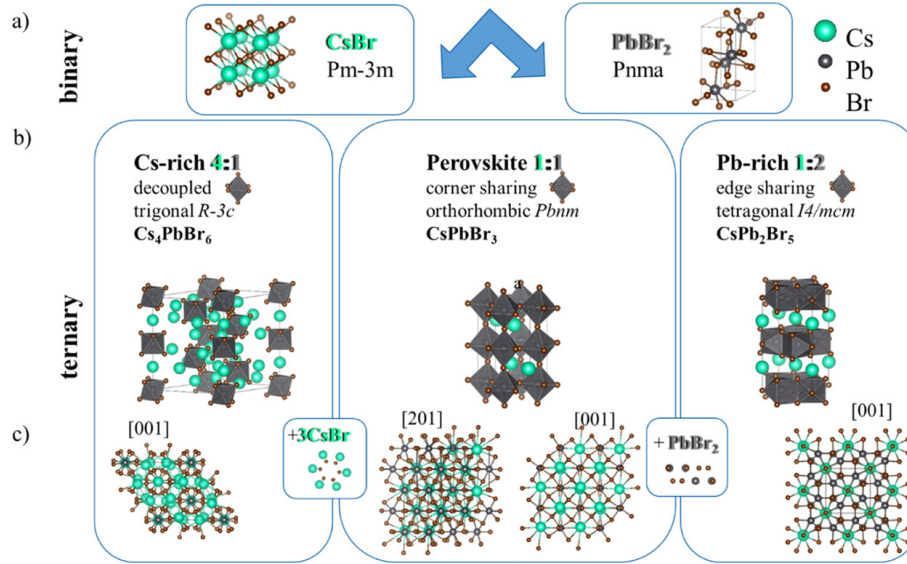 a)
binary
CsBr
Pm-3m
PbBr₂
Pnma
Cs
Pb
Br
b)
ternary
Cs-rich 4:1
decoupled
trigonal R-3c
Cs₄PbBr₆
Perovskite 1:1
corner sharing
orthorhombic Pbnm
CsPbBr₃
a
Pb-rich 1:2
edge sharing
tetragonal I4/mcm
CsPb₂Br₅
c)
[001]
+3CsBr
[201]
[001]
+ PbBr₂
[001]